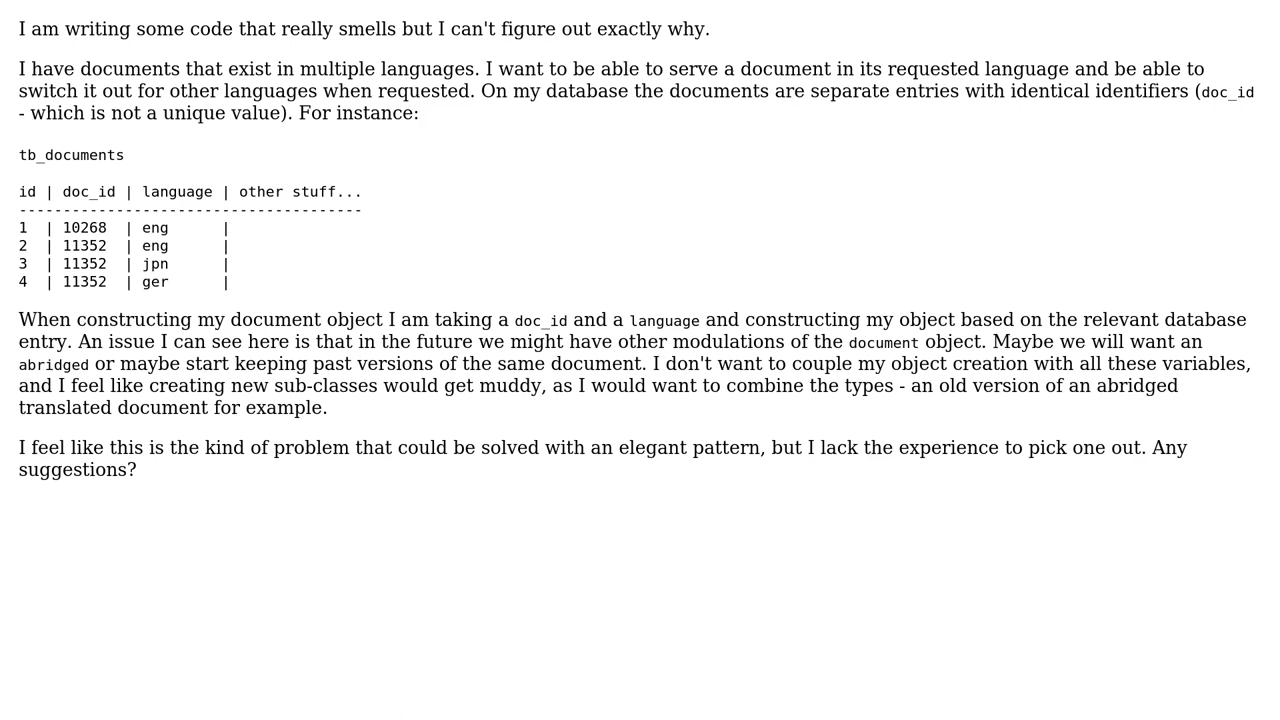 I am writing some code that really smells but I can't figure out exactly why.
I have documents that exist in multiple languages. I want to be able to serve a document in its requested language and be able to
switch it out for other languages when requested. On my database the documents are separate entries with identical identifiers (doc_id
- which is not a unique value). For instance:
tb_documents
id | doc_id | language | other stuff...
---------------------------------------
1  | 10268  | eng      |
2  | 11352  | eng      |
3  | 11352  | jpn      |
4  | 11352  | ger      |
When constructing my document object I am taking a doc_id and a language and constructing my object based on the relevant database
entry. An issue I can see here is that in the future we might have other modulations of the document object. Maybe we will want an
abridged or maybe start keeping past versions of the same document. I don't want to couple my object creation with all these variables,
and I feel like creating new sub-classes would get muddy, as I would want to combine the types - an old version of an abridged
translated document for example.
I feel like this is the kind of problem that could be solved with an elegant pattern, but I lack the experience to pick one out. Any
suggestions?